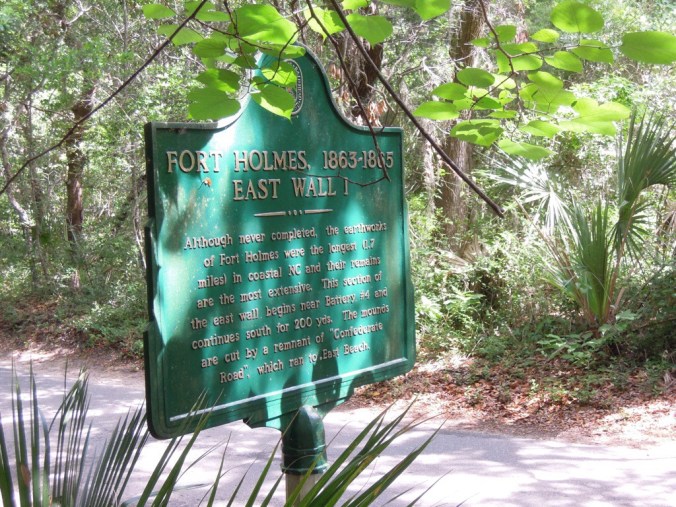 FORT HOLMES, 1863-1865
EAST WALL I
Although never completed, the earthworks
of Fort Holmes were the longest (1.7
miles) in coastal NC and their remains
are the most extensive. This section of
the east wall begins near Battery #4 and
continues south for 200 yds. The mounds
are cut by a remnant of "Confederate
Road", which ran to East Beach.